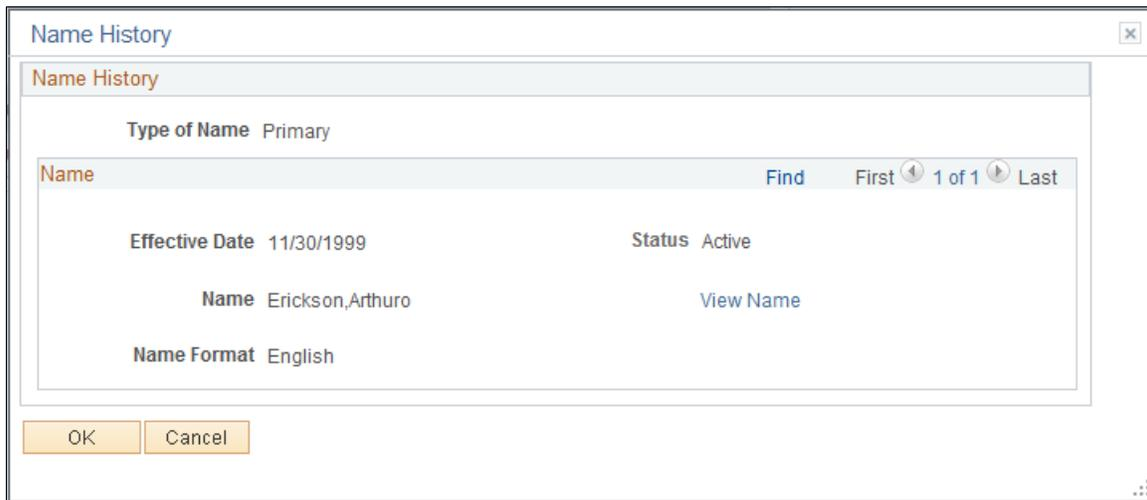 Name History
Name History
Type of Name Primary
Name Find First 1 of 1 Last
Effective Date 11/30/1999 Status Active
Name Erickson,Arthuro View Name
Name Format English
OK Cancel